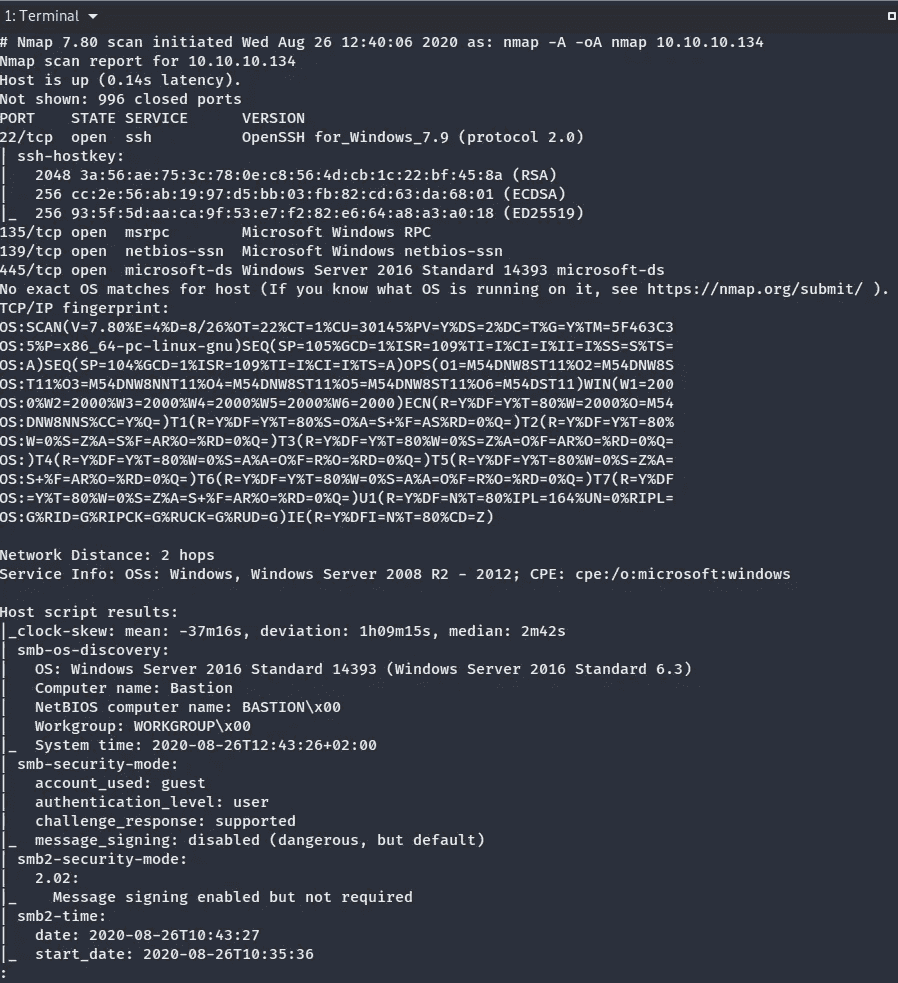 1: Terminal
# Nmap 7.80 scan initiated Wed Aug 26 12:40:06 2020 as: nmap -A -oA nmap 10.10.10.134
Nmap scan report for 10.10.10.134
Host is up (0.14s latency).
Not shown: 996 closed ports
PORT    STATE SERVICE      VERSION
22/tcp  open  ssh          OpenSSH for_Windows_7.9 (protocol 2.0)
| ssh-hostkey:
|   2048 3a:56:ae:75:3c:78:0e:c8:56:4d:cb:1c:22:bf:45:8a (RSA)
|   256 cc:2e:56:ab:19:97:d5:bb:03:fb:82:cd:63:da:68:01 (ECDSA)
|_  256 93:5f:5d:aa:ca:9f:53:e7:f2:82:e6:64:a8:a3:a0:18 (ED25519)
135/tcp open  msrpc        Microsoft Windows RPC
139/tcp open  netbios-ssn  Microsoft Windows netbios-ssn
445/tcp open  microsoft-ds Windows Server 2016 Standard 14393 microsoft-ds
No exact OS matches for host (If you know what OS is running on it, see https://nmap.org/submit/ ).
TCP/IP fingerprint:
OS:SCAN(V=7.80%E=4%D=8/26%OT=22%CT=1%CU=30145%PV=Y%DS=2%DC=T%G=Y%TM=5F463C3
OS:5%P=x86_64-pc-linux-gnu)SEQ(SP=105%GCD=1%ISR=109%TI=I%CI=I%II=I%SS=S%TS=
OS:A)SEQ(SP=104%GCD=1%ISR=109%TI=I%CI=I%TS=A)OPS(O1=M54DNW8ST11%O2=M54DNW8S
OS:T11%O3=M54DNW8NNT11%O4=M54DNW8ST11%O5=M54DNW8ST11%O6=M54DST11)WIN(W1=200
OS:0%W2=2000%W3=2000%W4=2000%W5=2000%W6=2000)ECN(R=Y%DF=Y%T=80%W=2000%O=M54
OS:DNW8NNS%CC=Y%Q=)T1(R=Y%DF=Y%T=80%S=O%A=S+%F=AS%RD=0%Q=)T2(R=Y%DF=Y%T=80%
OS:W=0%S=Z%A=S%F=AR%O=%RD=0%Q=)T3(R=Y%DF=Y%T=80%W=0%S=Z%A=O%F=AR%O=%RD=0%Q=
OS:)T4(R=Y%DF=Y%T=80%W=0%S=A%A=O%F=R%O=%RD=0%Q=)T5(R=Y%DF=Y%T=80%W=0%S=Z%A=
OS:S+%F=AR%O=%RD=0%Q=)T6(R=Y%DF=Y%T=80%W=0%S=A%A=O%F=R%O=%RD=0%Q=)T7(R=Y%DF
OS:=Y%T=80%W=0%S=Z%A=S+%F=AR%O=%RD=0%Q=)U1(R=Y%DF=N%T=80%IPL=164%UN=0%RIPL=
OS:G%RID=G%RIPCK=G%RUCK=G%RUD=G)IE(R=Y%DFI=N%T=80%CD=Z)
Network Distance: 2 hops
Service Info: OSs: Windows, Windows Server 2008 R2 - 2012; CPE: cpe:/o:microsoft:windows
Host script results:
|_clock-skew: mean: -37m16s, deviation: 1h09m15s, median: 2m42s
| smb-os-discovery:
|   OS: Windows Server 2016 Standard 14393 (Windows Server 2016 Standard 6.3)
|   Computer name: Bastion
|   NetBIOS computer name: BASTION\x00
|   Workgroup: WORKGROUP\x00
|_  System time: 2020-08-26T12:43:26+02:00
| smb-security-mode:
|   account_used: guest
|   authentication_level: user
|   challenge_response: supported
|_  message_signing: disabled (dangerous, but default)
| smb2-security-mode:
|   2.02:
|_    Message signing enabled but not required
| smb2-time:
|   date: 2020-08-26T10:43:27
|_  start_date: 2020-08-26T10:35:36
: